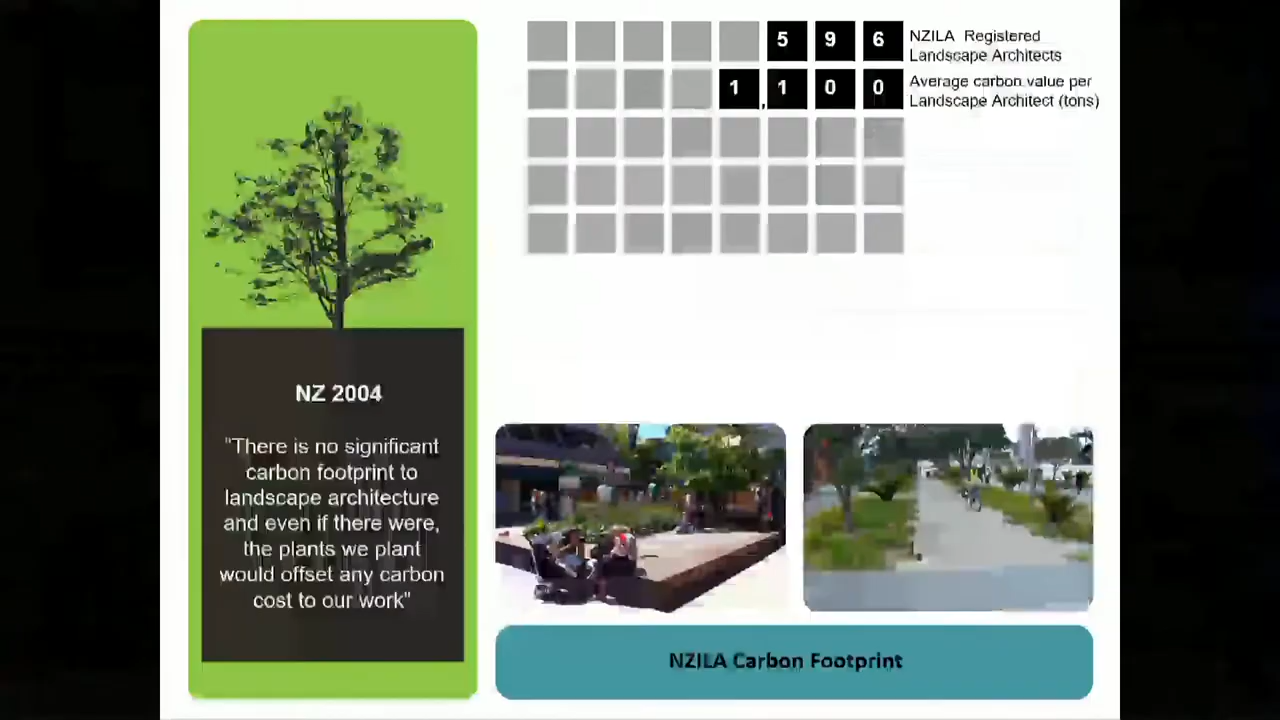 5 9 6 NZILA Registered
Landscape Architects
1,1 0 0 Average carbon value per
Landscape Architect (tons)
NZ 2004
"There is no significant
carbon footprint to
landscape architecture
and even if there were,
the plants we plant
would offset any carbon
cost to our work"
NZILA Carbon Footprint